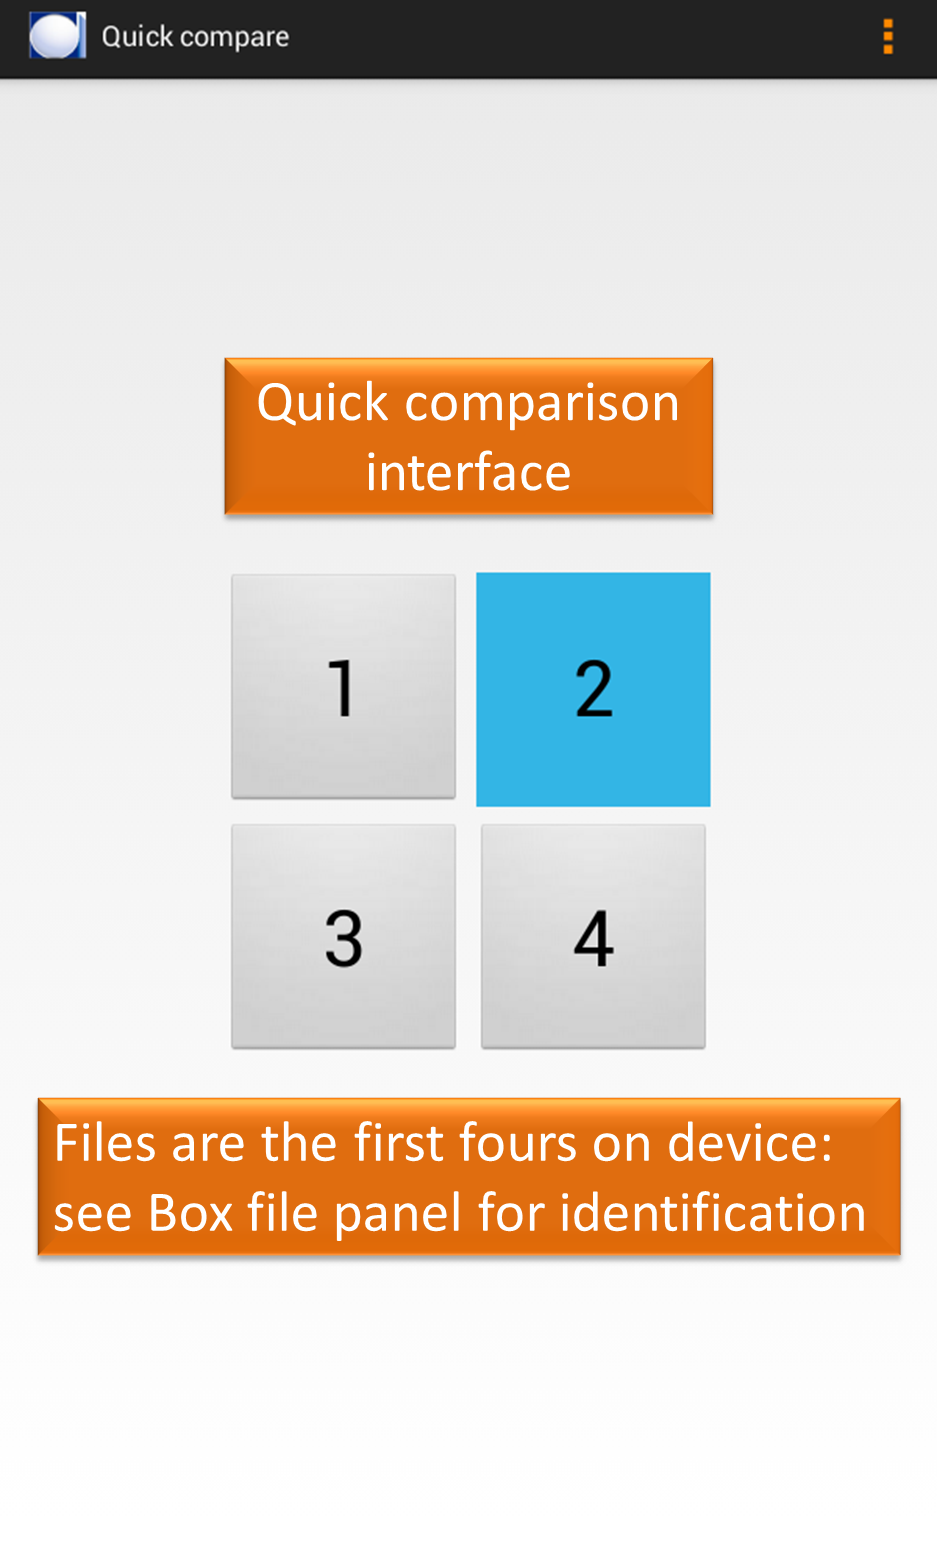 Quick compare
Quick comparison
interface
1
2
3
4
Files are the first fours on device:
see Box file panel for identification